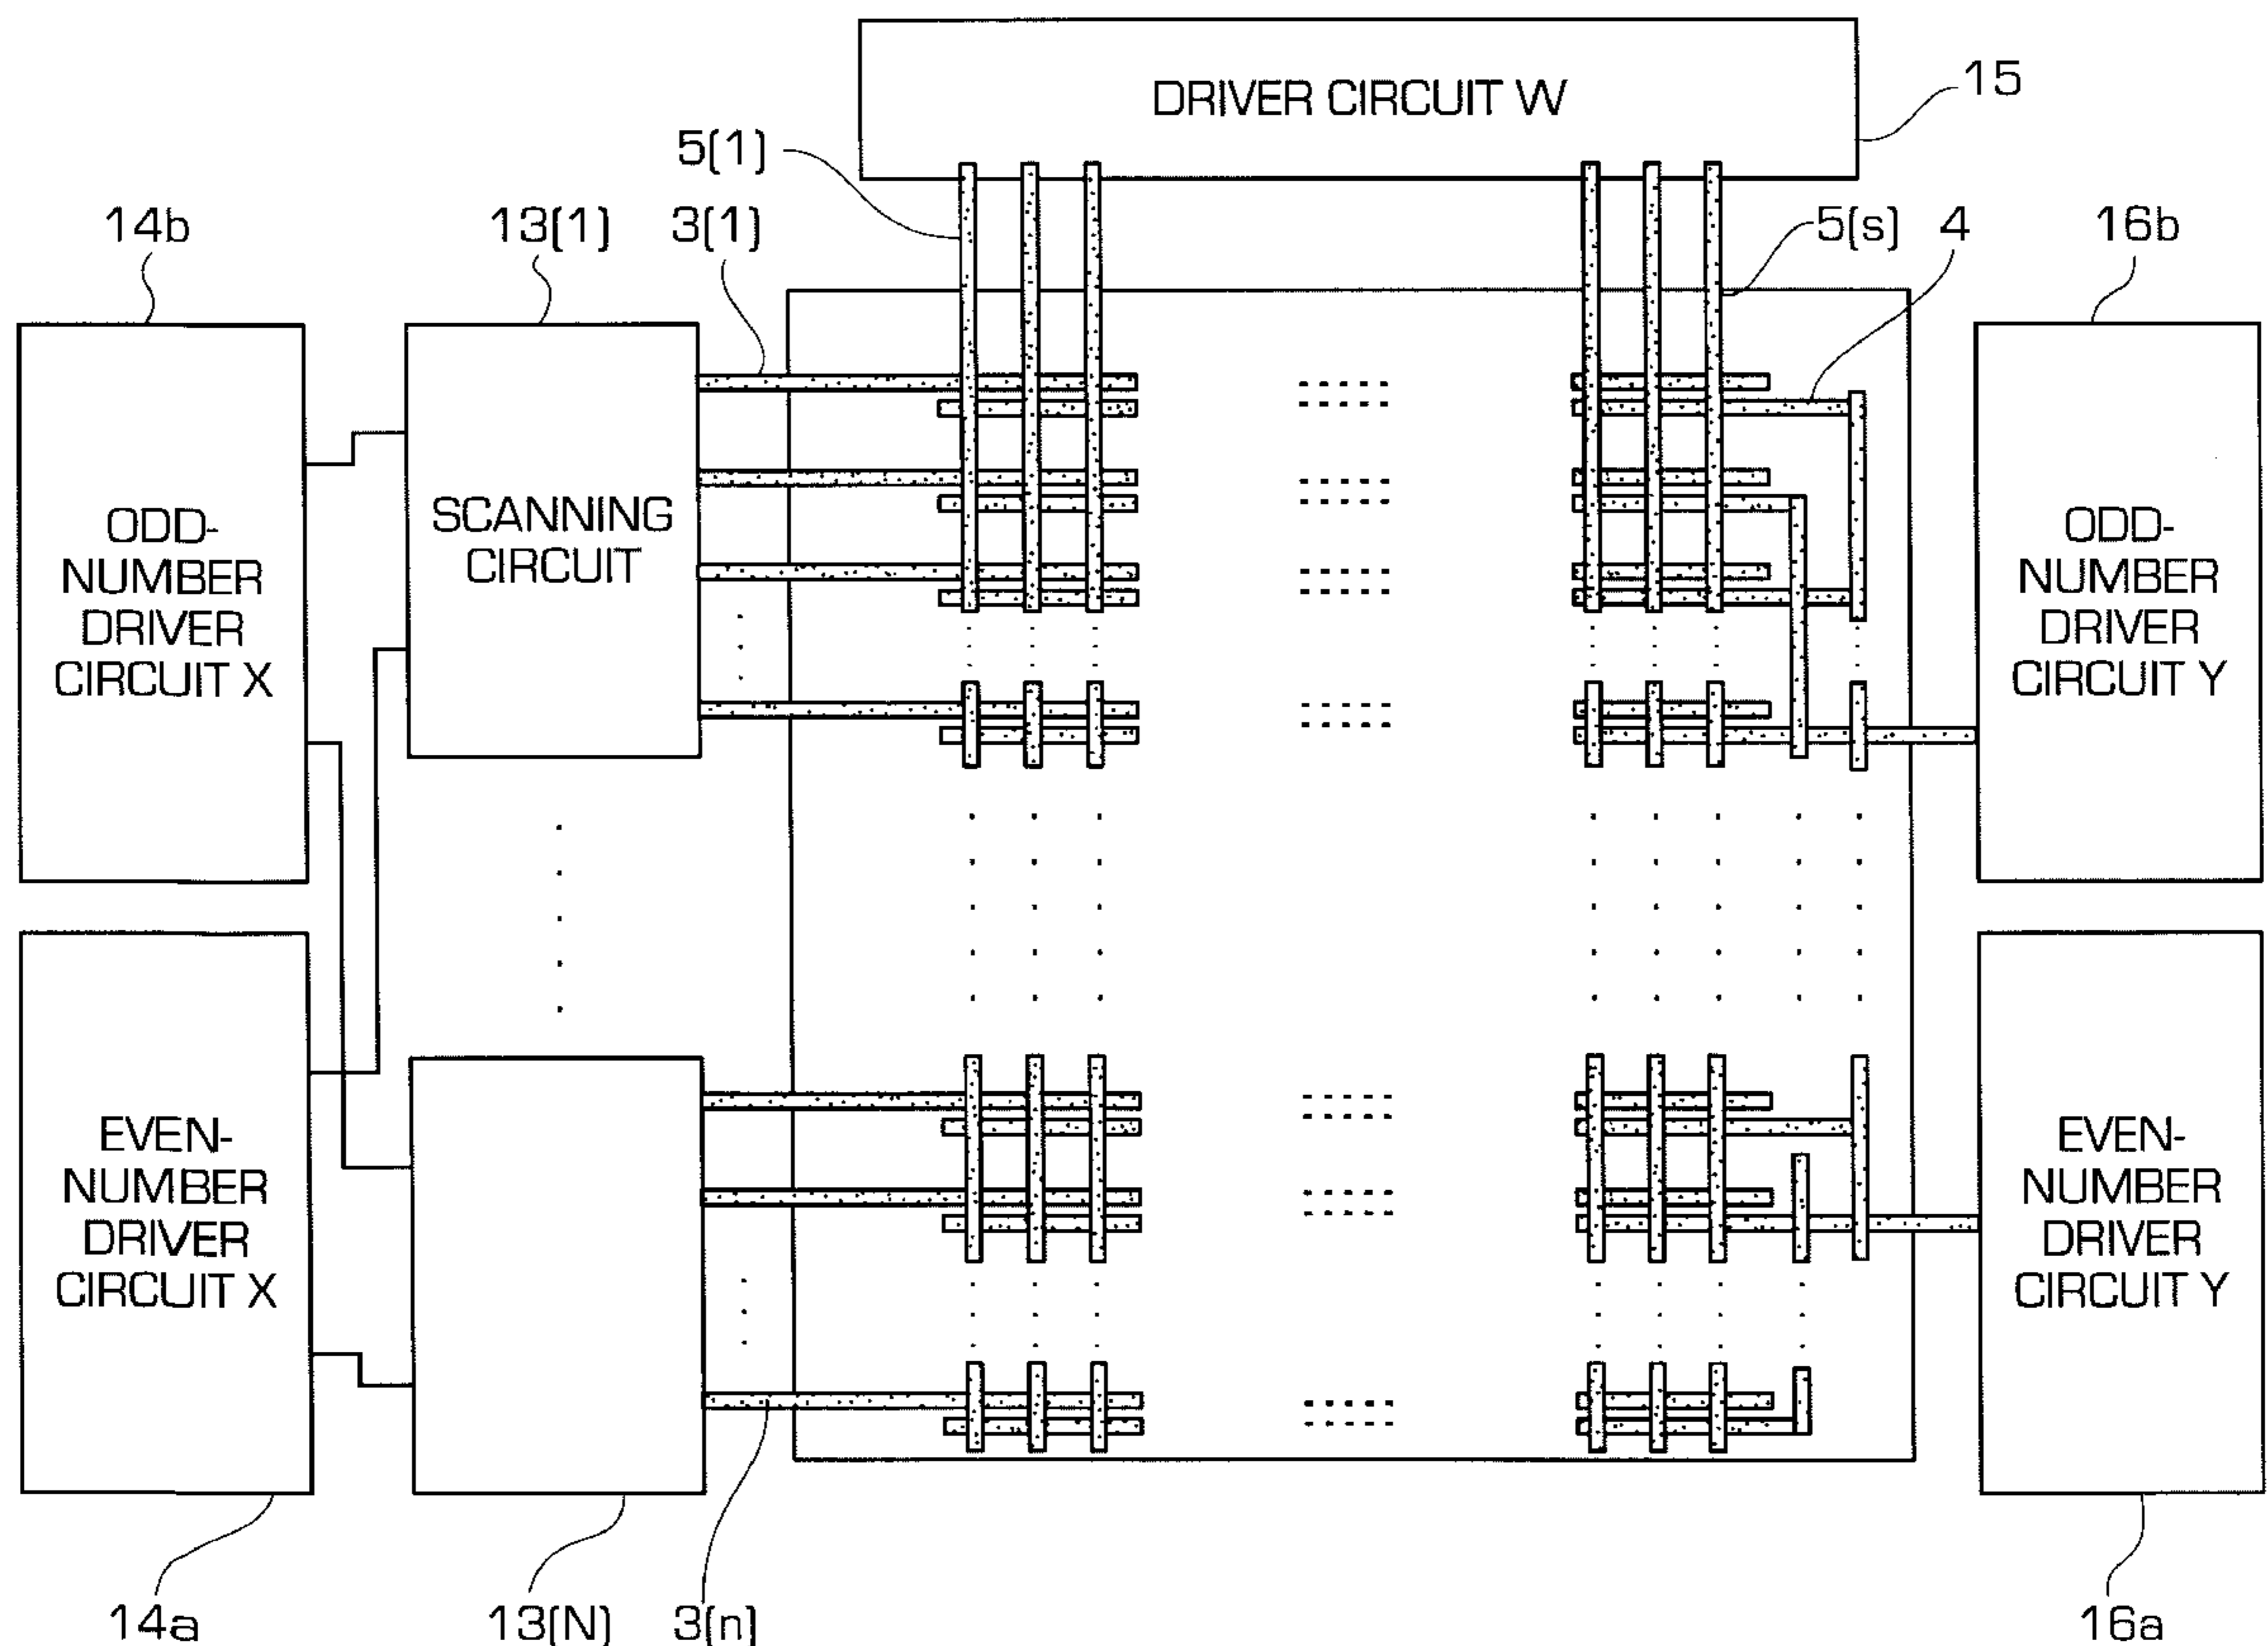 DRIVER CIRCUIT W
15
5(1)
14b
13(1)
3(1)
5(s)
4
16b
ODD-
NUMBER
DRIVER
CIRCUIT X
SCANNING
CIRCUIT
ODD-
NUMBER
DRIVER
CIRCUIT Y
EVEN-
NUMBER
DRIVER
CIRCUIT X
EVEN-
NUMBER
DRIVER
CIRCUIT Y
14a
13(N)
3(n)
16a